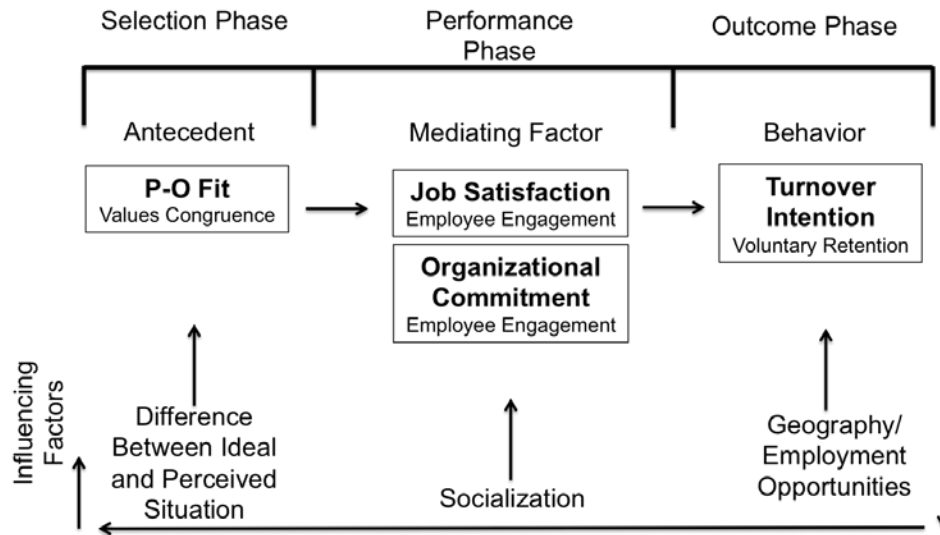 Selection Phase
Performance
Phase
Outcome Phase
Antecedent
Mediating Factor
Behavior
P-O Fit
Values Congruence
Job Satisfaction
Employee Engagement
Organizational
Commitment
Employee Engagement
Turnover
Intention
Voluntary Retention
Influencing
Factors
Difference
Between Ideal
and Perceived
Situation
Socialization
Geography/
Employment
Opportunities